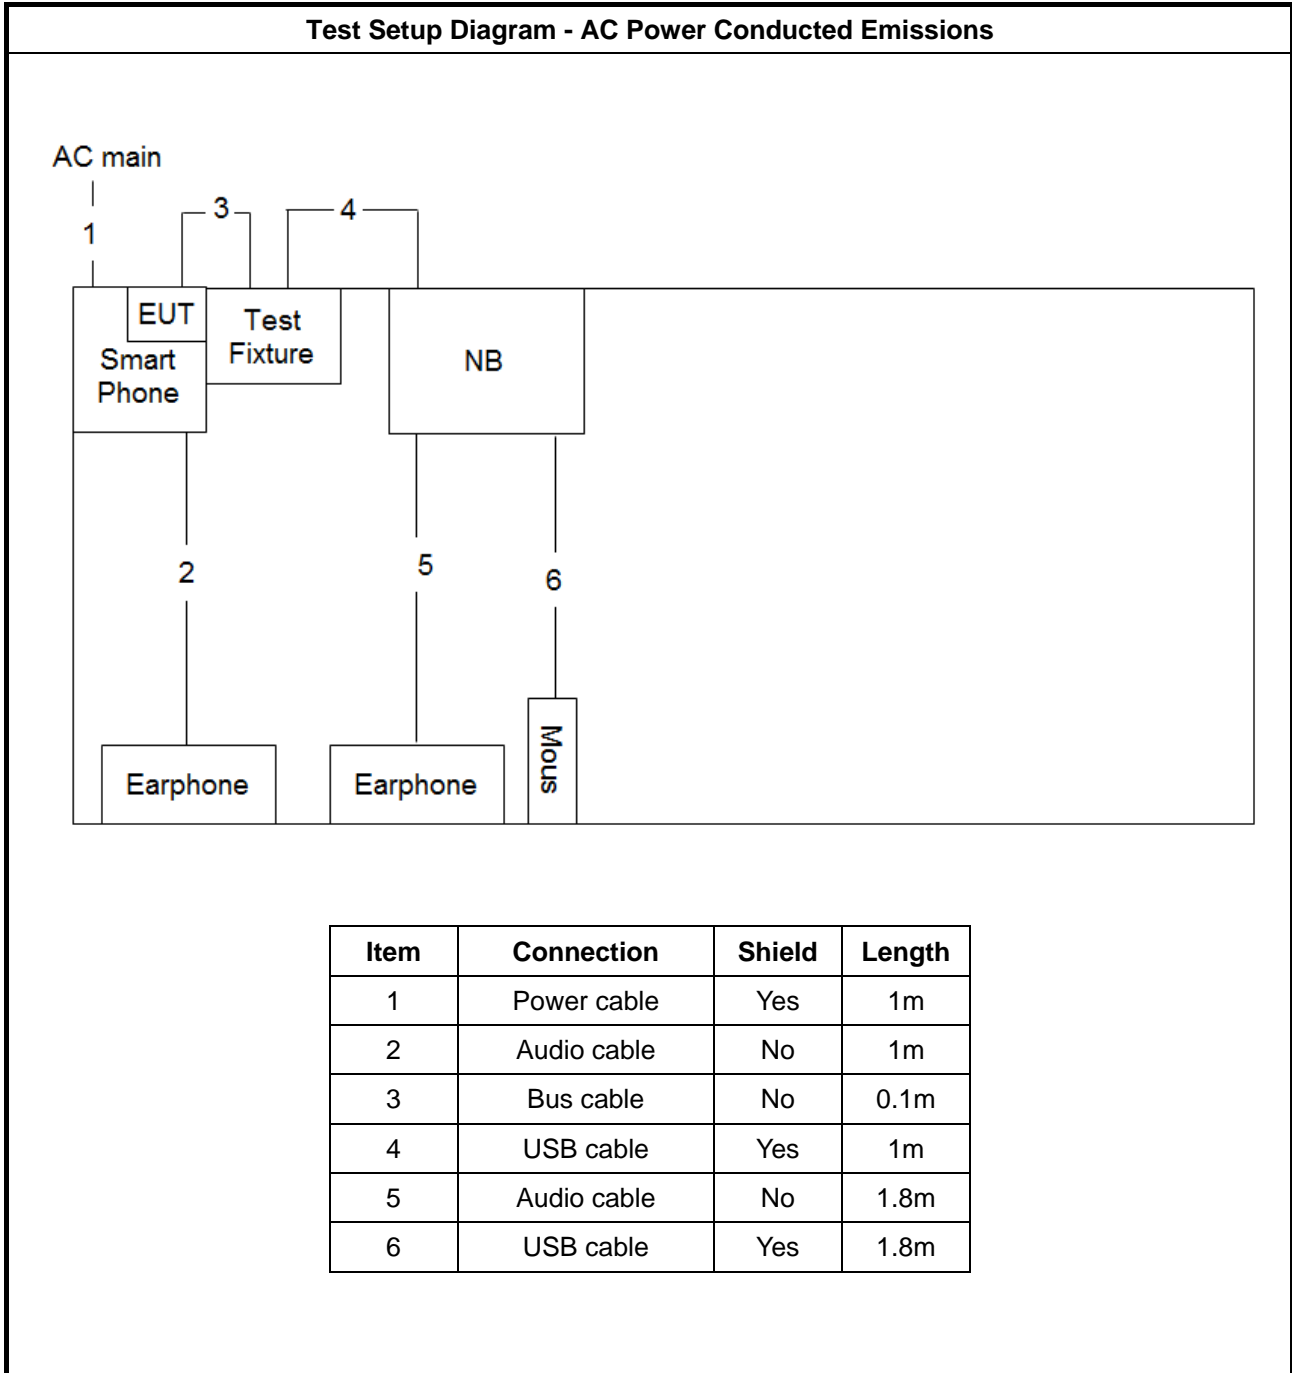 Test Setup Diagram - AC Power Conducted Emissions
AC main
1
3
4
EUT
Smart
Phone
Test
Fixture
NB
2
5
6
Earphone
Earphone
Mous
Item Connection Shield Length
1 Power cable Yes 1m
2 Audio cable No 1m
3 Bus cable No 0.1m
4 USB cable Yes 1m
5 Audio cable No 1.8m
6 USB cable Yes 1.8m